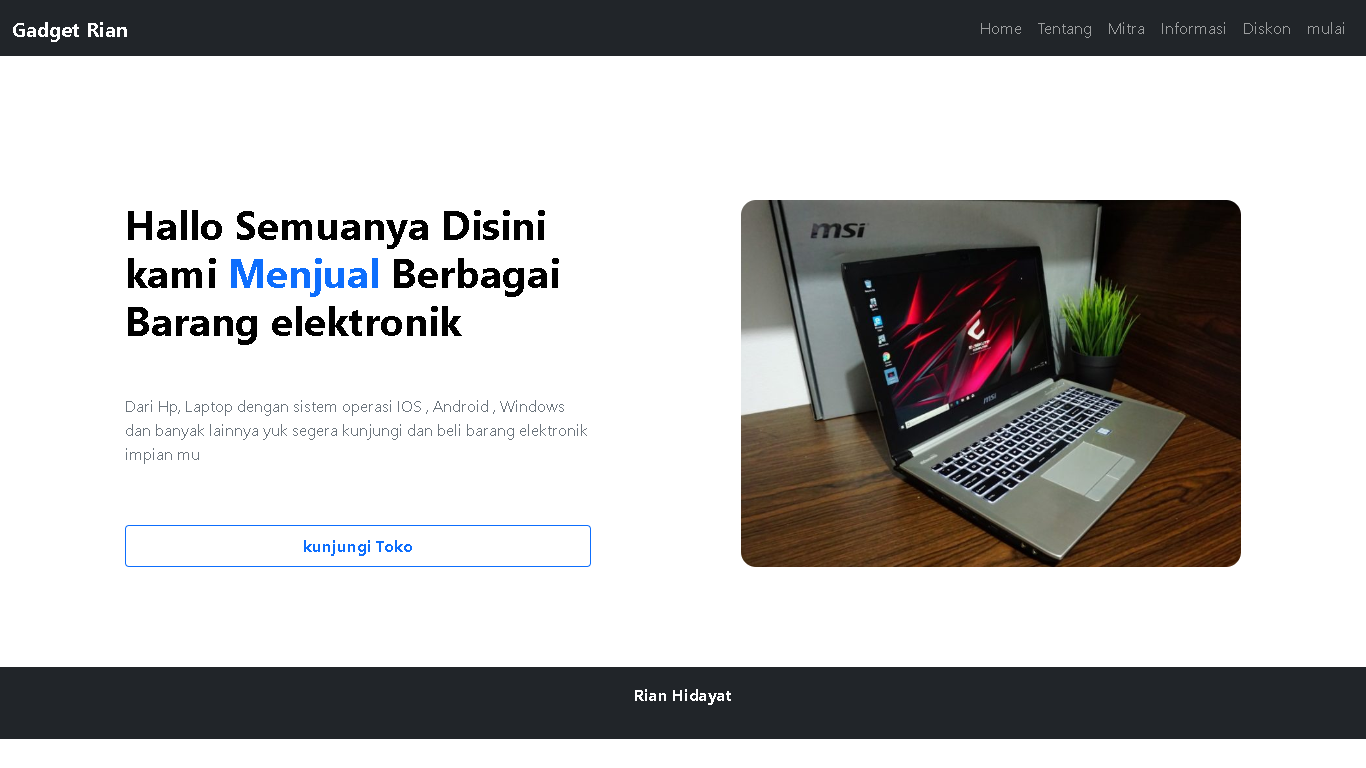 Gadget Rian
Home Tentang Mitra Informasi Diskon mulai
Hallo Semuanya Disini
kami Menjual Berbagai
Barang elektronik
msi
msi
Dari Hp, Laptop dengan sistem operasi IOS , Android , Windows
dan banyak lainnya yuk segera kunjungi dan beli barang elektronik
impian mu
kunjungi Toko
Rian Hidayat